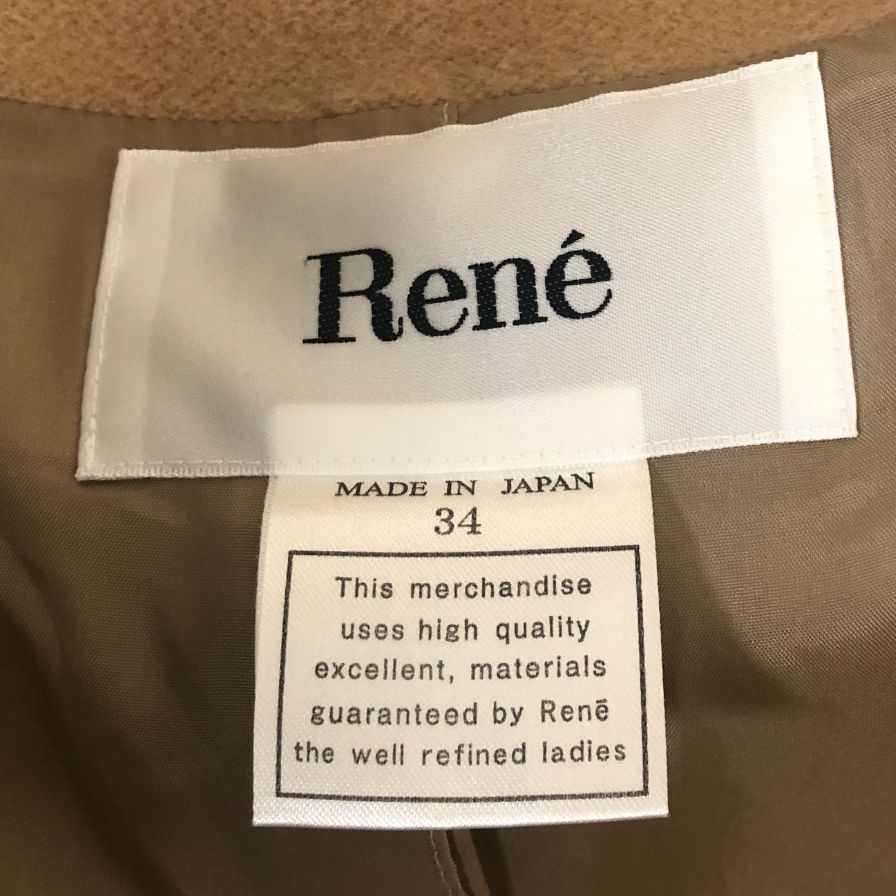 René
MADE IN JAPAN
34
This merchandise
uses high quality
excellent, materials
guaranteed by Renē
the well refined ladies